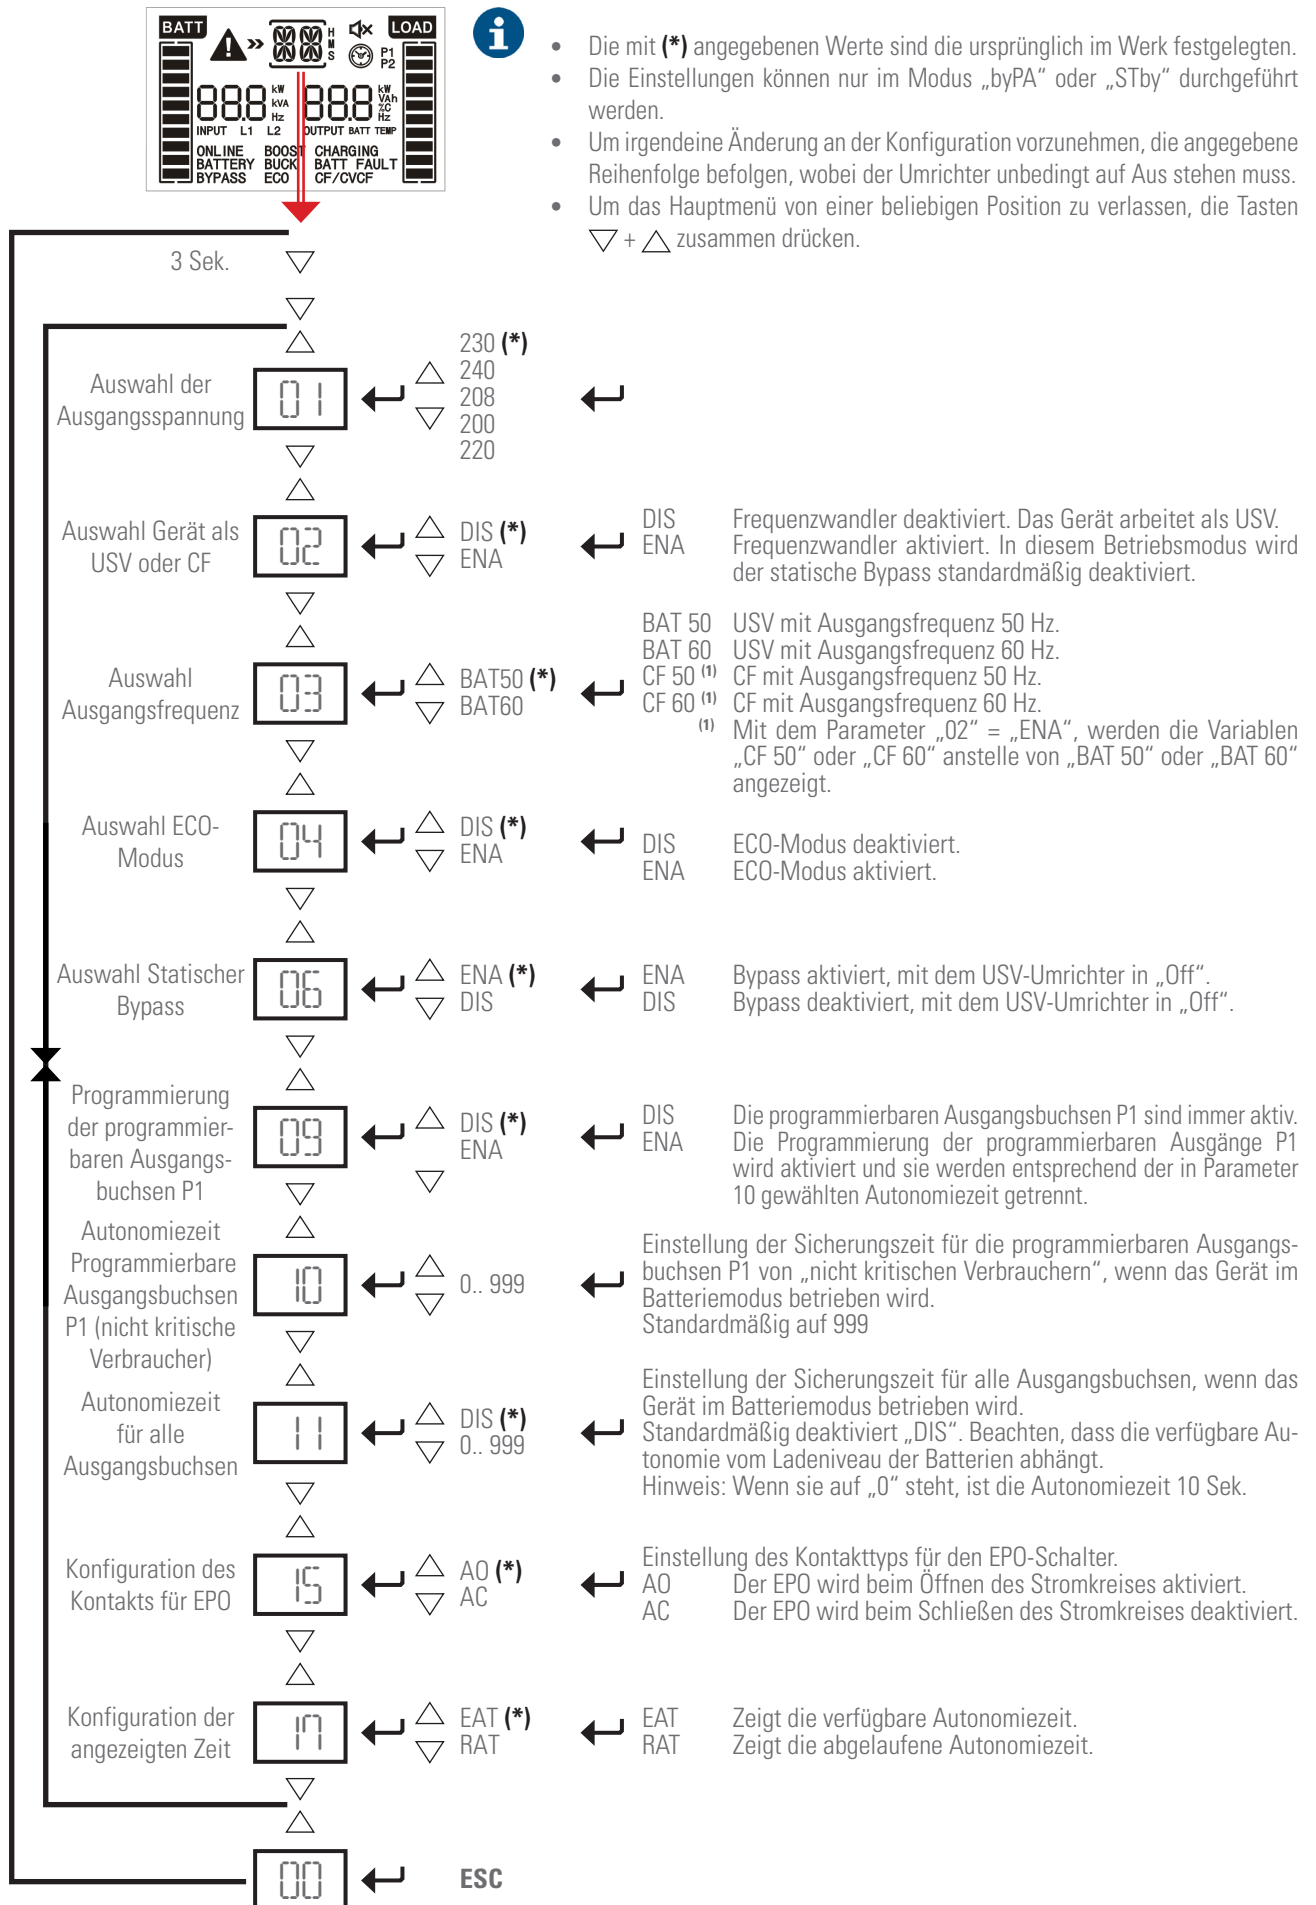 BATT
LOAD
H
M
S
P1
P2
kW
kVA
Hz
kW
VAh
%C
Hz
INPUT L1 L2 OUTPUT BATT TEMP
ONLINE BOOST CHARGING
BATTERY BUCK BATT FAULT
BYPASS ECO CF/CVCF
• Die mit (*) angegebenen Werte sind die ursprünglich im Werk festgelegten.
• Die Einstellungen können nur im Modus „byPA“ oder „STby“ durchgeführt
werden.
• Um irgendeine Änderung an der Konfiguration vorzunehmen, die angegebene
Reihenfolge befolgen, wobei der Umrichter unbedingt auf Aus stehen muss.
• Um das Hauptmenü von einer beliebigen Position zu verlassen, die Tasten
▽ + △ zusammen drücken.
3 Sek.
Auswahl der
Ausgangsspannung
01
230 (*)
240
208
200
220
Auswahl Gerät als
USV oder CF
02
DIS (*)
ENA
DIS Frequenzwandler deaktiviert. Das Gerät arbeitet als USV.
ENA Frequenzwandler aktiviert. In diesem Betriebsmodus wird
der statische Bypass standardmäßig deaktiviert.
Auswahl
Ausgangsfrequenz
03
BAT50 (*)
BAT60
BAT 50 USV mit Ausgangsfrequenz 50 Hz.
BAT 60 USV mit Ausgangsfrequenz 60 Hz.
CF 50 (1) CF mit Ausgangsfrequenz 50 Hz.
CF 60 (1) CF mit Ausgangsfrequenz 60 Hz.
(1) Mit dem Parameter „02“ = „ENA“, werden die Variablen
„CF 50“ oder „CF 60“ anstelle von „BAT 50“ oder „BAT 60“
angezeigt.
Auswahl ECO-
Modus
04
DIS (*)
ENA
DIS ECO-Modus deaktiviert.
ENA ECO-Modus aktiviert.
Auswahl Statischer
Bypass
06
ENA (*)
DIS
ENA Bypass aktiviert, mit dem USV-Umrichter in „Off“.
DIS Bypass deaktiviert, mit dem USV-Umrichter in „Off“.
Programmierung
der programmier-
baren Ausgangs-
buchsen P1
09
DIS (*)
ENA
DIS Die programmierbaren Ausgangsbuchsen P1 sind immer aktiv.
ENA Die Programmierung der programmierbaren Ausgänge P1
wird aktiviert und sie werden entsprechend der in Parameter
10 gewählten Autonomiezeit getrennt.
Autonomiezeit
Programmierbare
Ausgangsbuchsen
P1 (nicht kritische
Verbraucher)
10
0.. 999
Einstellung der Sicherungszeit für die programmierbaren Ausgangs-
buchsen P1 von „nicht kritischen Verbrauchern“, wenn das Gerät im
Batteriemodus betrieben wird.
Standardmäßig auf 999
Autonomiezeit
für alle
Ausgangsbuchsen
11
DIS (*)
0.. 999
Einstellung der Sicherungszeit für alle Ausgangsbuchsen, wenn das
Gerät im Batteriemodus betrieben wird.
Standardmäßig deaktiviert „DIS“. Beachten, dass die verfügbare Au-
tonomie vom Ladeniveau der Batterien abhängt.
Hinweis: Wenn sie auf „0“ steht, ist die Autonomiezeit 10 Sek.
Konfiguration des
Kontakts für EPO
15
AO (*)
AC
Einstellung des Kontakttyps für den EPO-Schalter.
AO Der EPO wird beim Öffnen des Stromkreises aktiviert.
AC Der EPO wird beim Schließen des Stromkreises deaktiviert.
Konfiguration der
angezeigten Zeit
17
EAT (*)
RAT
EAT Zeigt die verfügbare Autonomiezeit.
RAT Zeigt die abgelaufene Autonomiezeit.
00
ESC